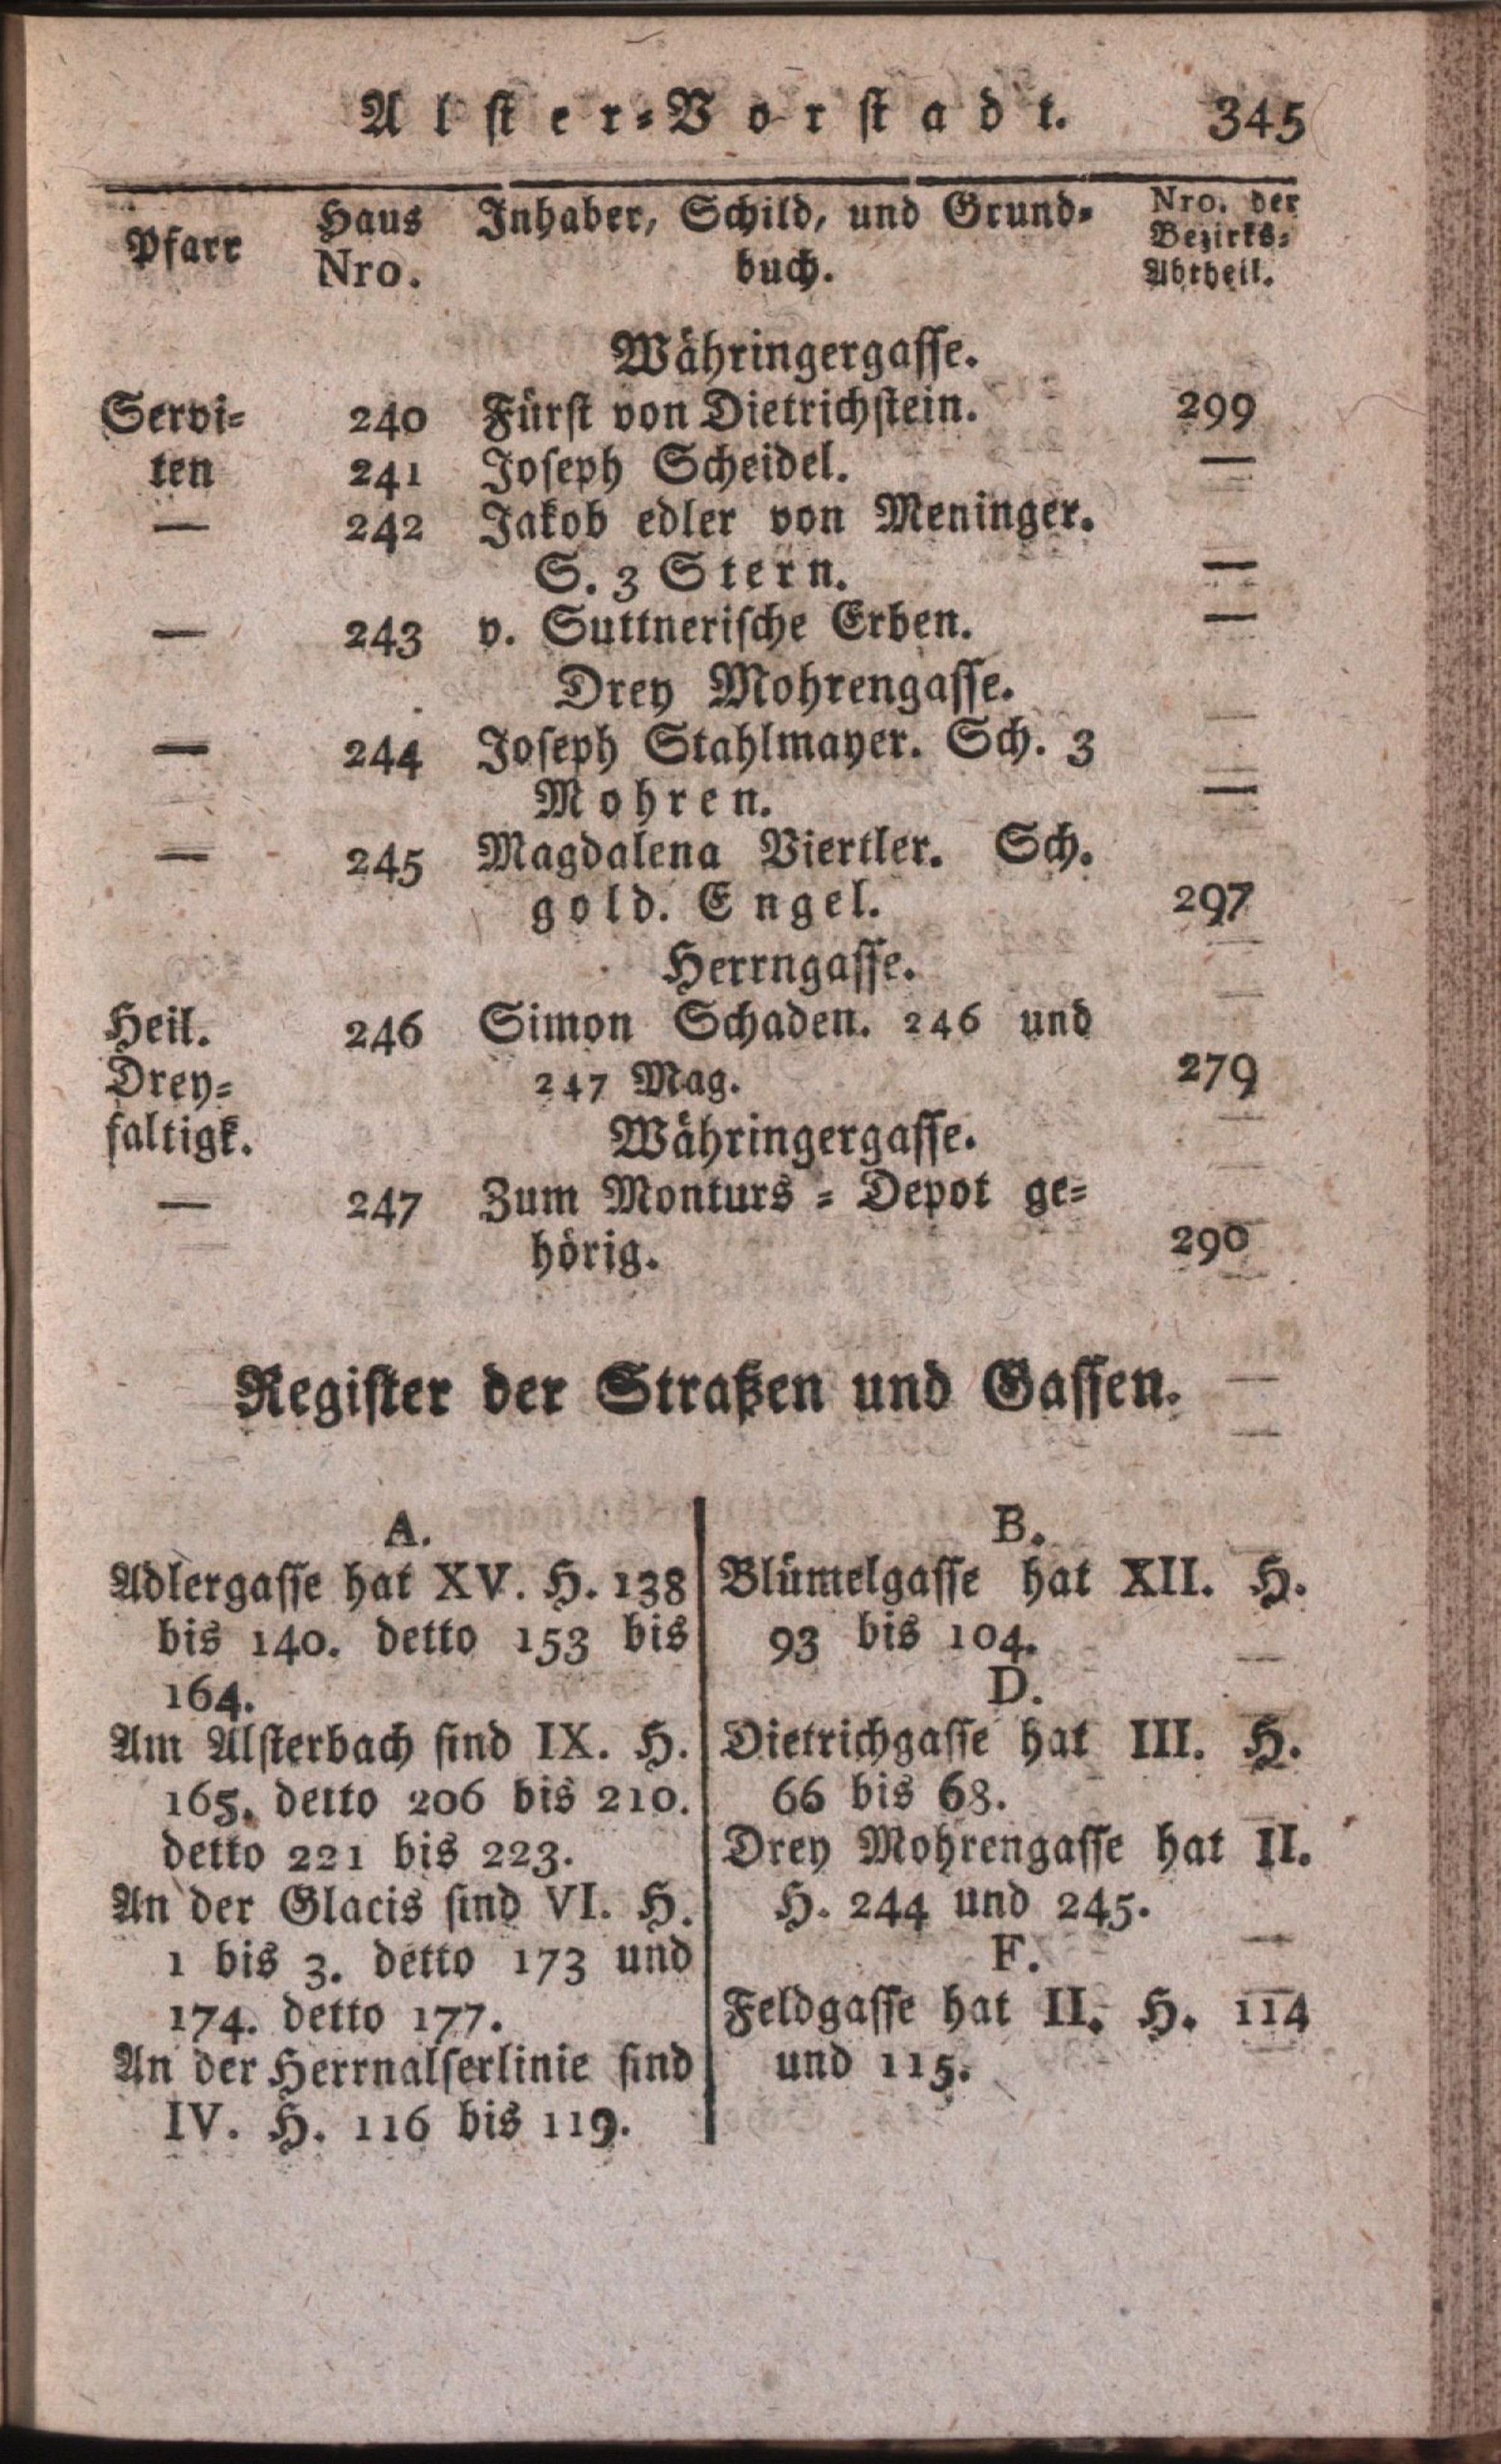 Alster-Vorstadt. 345
Pfarr Haus Nro. Inhaber, Schild, und Grund- buch. Nro. der Bezirks- Abtheil.
Währingergasse.
Servi- 240 Fürst von Dietrichstein. 299
ten 241 Joseph Scheidel. —
— 242 Jakob edler von Meninger.
S. 3 Stern. —
— 243 v. Suttnerische Erben. —
Drey Mohrengasse.
— 244 Joseph Stahlmayer. Sch. 3
Mohren. —
— 245 Magdalena Viertler. Sch.
gold. Engel. 297
Herrngasse.
Heil. 246 Simon Schaden. 246 und
Drey- 247 Mag. 279
faltigk. Währingergasse.
— 247 Zum Monturs-Depot ge-
hörig. 290
Register der Straßen und Gassen.
A.
Adlergasse hat XV. H. 138
bis 140. detto 153 bis
164.
Am Alsterbach sind IX. H.
165. detto 206 bis 210.
detto 221 bis 223.
An der Glacis sind VI. H.
1 bis 3. detto 173 und
174. detto 177.
An der Herrnalserlinie sind
IV. H. 116 bis 119.
B.
Blümelgasse hat XII. H.
93 bis 104.
D.
Dietrichgasse hat III. H.
66 bis 68.
Drey Mohrengasse hat II.
H. 244 und 245.
F.
Feldgasse hat II. H. 114
und 115.